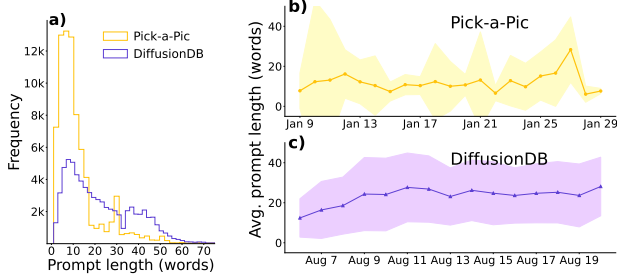 a)
Pick-a-Pic
DiffusionDB
12k
10k
8k
6k
4k
2k
Frequency
0 10 20 30 40 50 60 70
Prompt length (words)
b)
Pick-a-Pic
40
20
0
Jan 9 Jan 13 Jan 17 Jan 21 Jan 25 Jan 29
Avg. prompt length (words)
c)
DiffusionDB
40
20
0
Aug 7 Aug 9 Aug 11 Aug 13 Aug 15 Aug 17 Aug 19